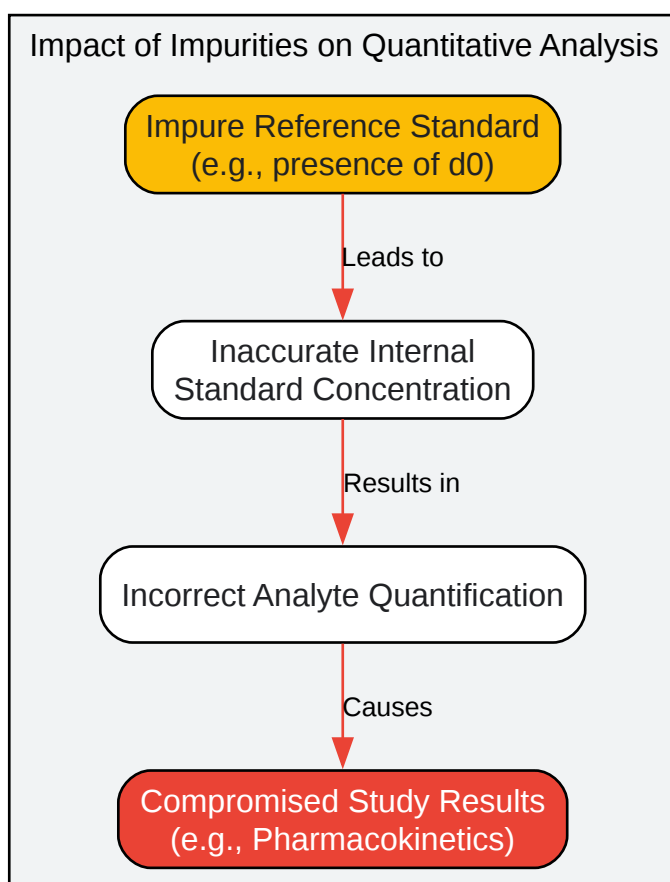 Impact of Impurities on Quantitative Analysis
Impure Reference Standard
(e.g., presence of d0)
Leads to
Inaccurate Internal
Standard Concentration
Results in
Incorrect Analyte Quantification
Causes
Compromised Study Results
(e.g., Pharmacokinetics)